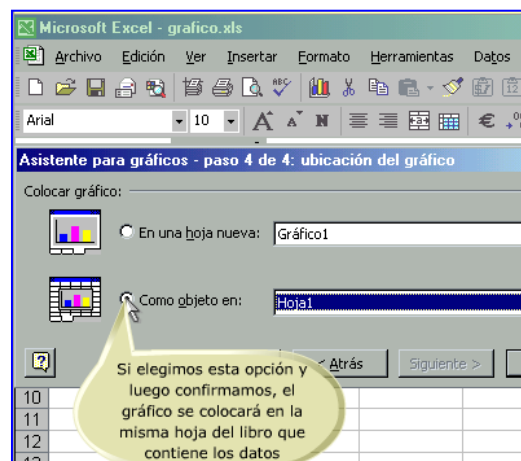 Microsoft Excel - grafico.xls
Archivo Edición Ver Insertar Formato Herramientas Datos
Arial 10 A A N €
Asistente para gráficos - paso 4 de 4: ubicación del gráfico
Colocar gráfico:
En una hoja nueva: Gráfico1
Como objeto en: Hoja1
< Atrás Siguiente >
Si elegimos esta opción y
luego confirmamos, el
gráfico se colocará en la
misma hoja del libro que
contiene los datos
10
11
12
13